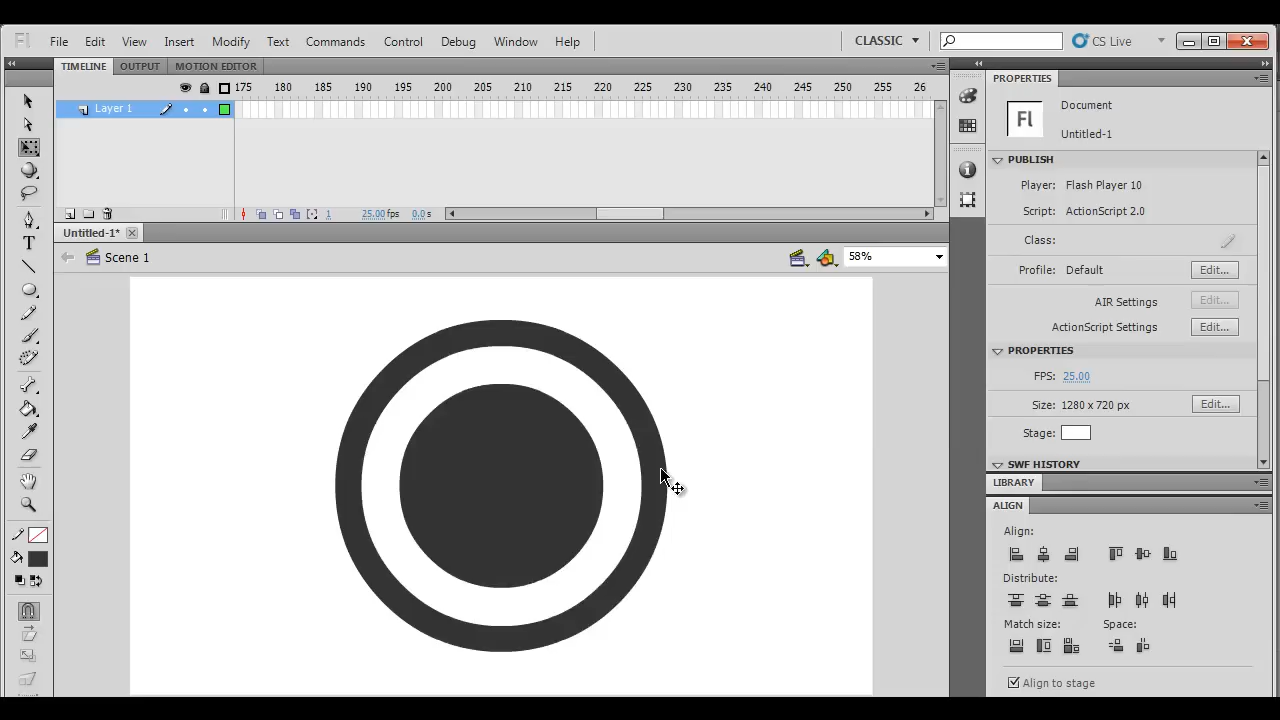 Fl File Edit View Insert Modify Text Commands Control Debug Window Help CLASSIC CS Live
TIMELINE OUTPUT MOTION EDITOR
175 180 185 190 195 200 205 210 215 220 225 230 235 240 245 250 255 26
Layer 1
1 25.00 fps 0.0 s
Untitled-1*
Scene 1 58%
T
PROPERTIES
Fl
Document
Untitled-1
PUBLISH
Player: Flash Player 10
Script: ActionScript 2.0
Class:
Profile: Default Edit...
AIR Settings Edit...
ActionScript Settings Edit...
PROPERTIES
FPS: 25.00
Size: 1280 x 720 px Edit...
Stage:
SWF HISTORY
LIBRARY
ALIGN
Align:
Distribute:
Match size: Space:
Align to stage